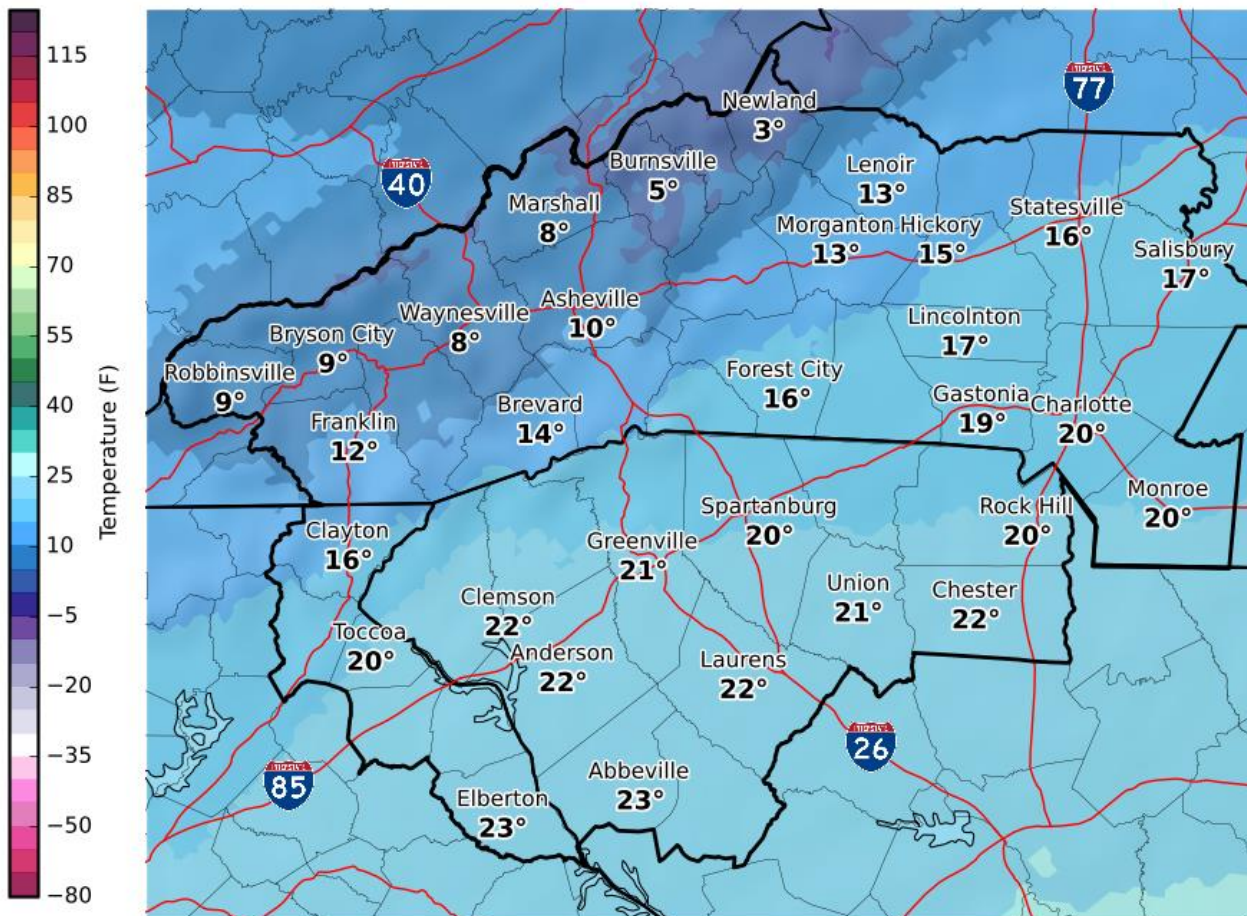 115
100
85
70
55
40
25
10
−5
−20
−35
−50
−65
−80
Temperature (F)
77
Newland
3°
40
Burnsville
5°
Lenoir
13°
Marshall
8°
Statesville
16°
Morganton
13°
Hickory
15°
Salisbury
17°
Asheville
10°
Waynesville
8°
Bryson City
9°
Lincolnton
17°
Robbinsville
9°
Forest City
16°
Gastonia
19°
Charlotte
20°
Brevard
14°
Franklin
12°
Monroe
20°
Rock Hill
20°
Spartanburg
20°
Clayton
16°
Greenville
21°
Union
21°
Chester
22°
Clemson
22°
Toccoa
20°
Anderson
22°
Laurens
22°
26
85
Abbeville
23°
Elberton
23°